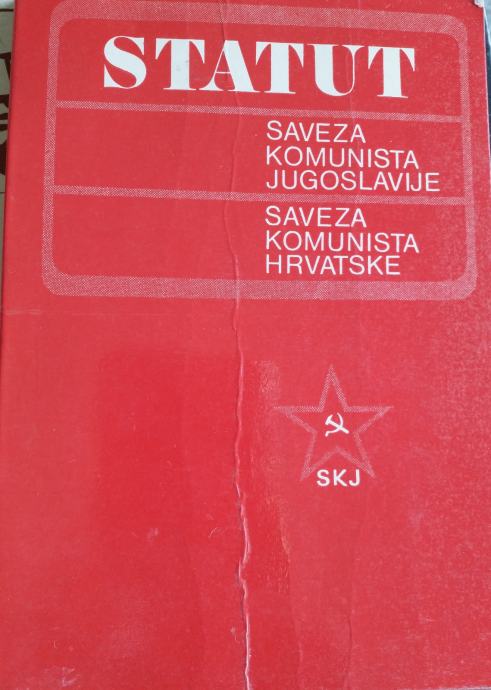 STATUT
SAVEZA
KOMUNISTA
JUGOSLAVIJE
SAVEZA
KOMUNISTA
HRVATSKE
SKJ